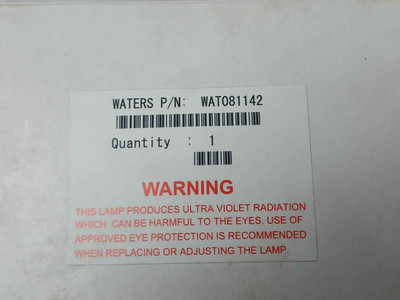 WATERS P/N: WAT081142
Quantity : 1
WARNING
THIS LAMP PRODUCES ULTRA VIOLET RADIATION
WHICH CAN BE HARMFUL TO THE EYES. USE OF
APPROVED EYE PROTECTION IS RECOMMENDED
WHEN REPLACING OR ADJUSTING THE LAMP.